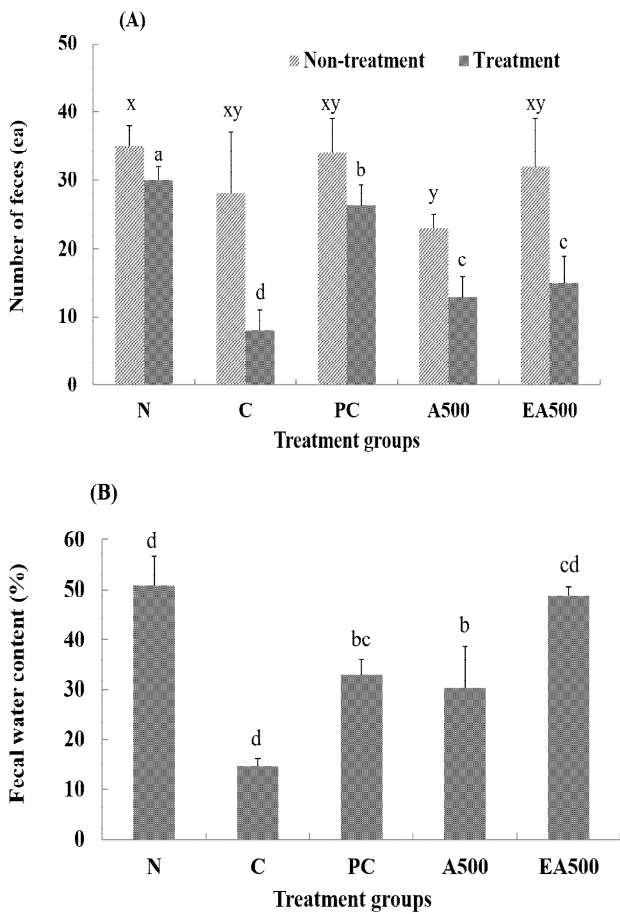 (A)
50
Non-treatment Treatment
40
x xy xy xy
a
30
b
y
20
c c
d
10
0
Number of feces (ea)
N C PC A500 EA500
Treatment groups
(B)
60
d
cd
50
40
bc b
30
20
d
10
0
Fecal water content (%)
N C PC A500 EA500
Treatment groups